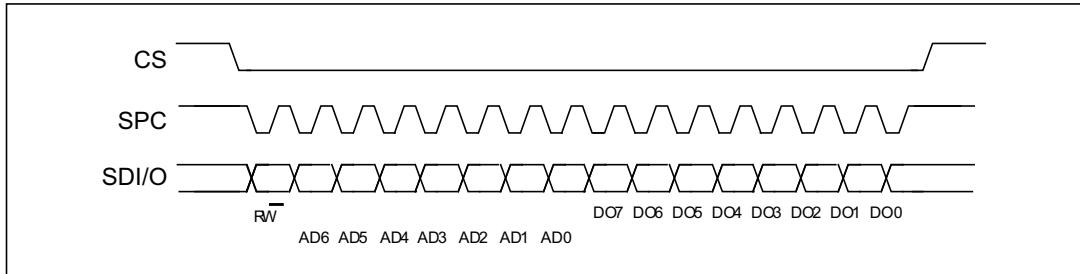 CS
SPC
SDI/O
RW
DO7 DO6 DO5 DO4 DO3 DO2 DO1 DO0
AD6 AD5 AD4 AD3 AD2 AD1 AD0